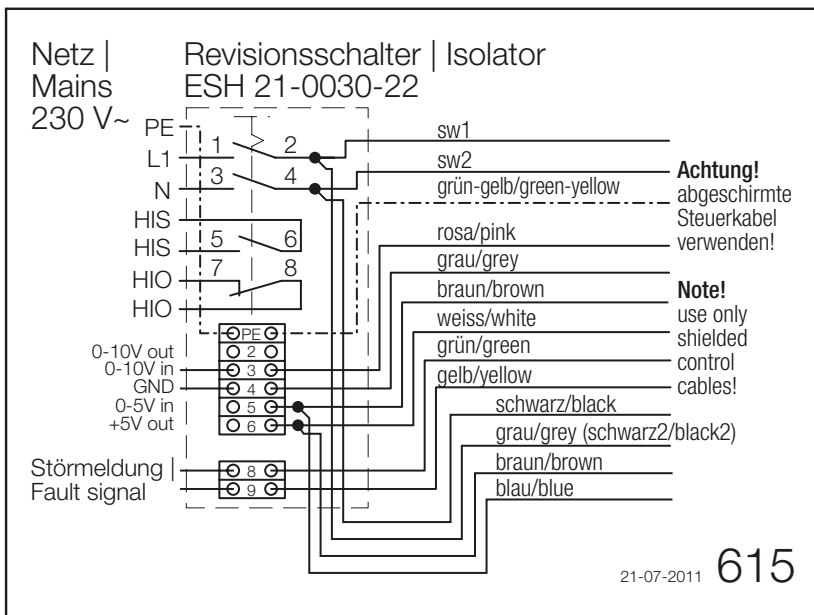 Netz |
Mains
230 V~
Revisionsschalter | Isolator
ESH 21-0030-22
PE
L1
N
HIS
HIS
HIO
HIO
1 2
3 4
5 6
7 8
sw1
sw2
grün-gelb/green-yellow
rosa/pink
grau/grey
braun/brown
weiss/white
grün/green
gelb/yellow
schwarz/black
grau/grey (schwarz2/black2)
braun/brown
blau/blue
Achtung!
abgeschirmte
Steuerkabel
verwenden!
Note!
use only
shielded
control
cables!
PE
0-10V out 2
0-10V in 3
GND 4
0-5V in 5
+5V out 6
Störmeldung | 8
Fault signal 9
21-07-2011 615